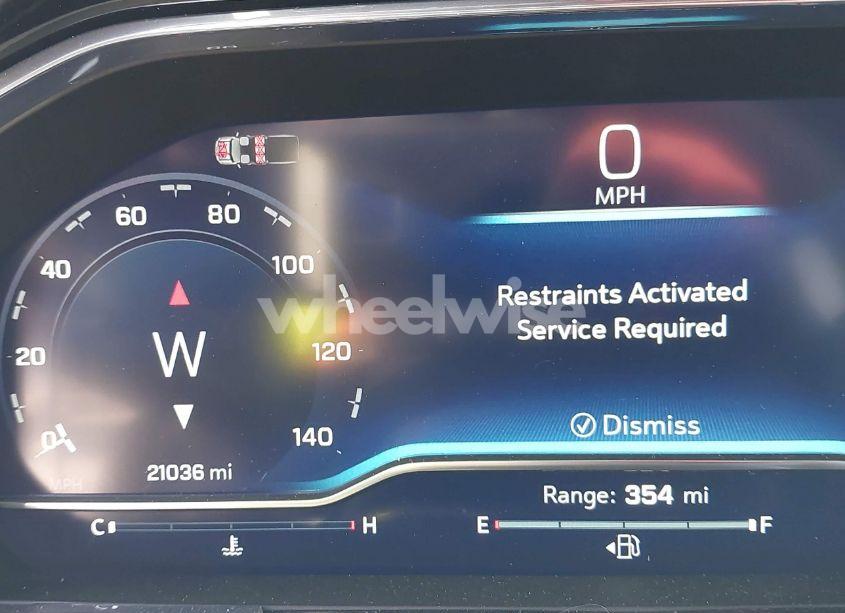 0
MPH
60 80
40 100
20 120
0 140
W
MPH
21036 mi
wheelwise
Restraints Activated
Service Required
Dismiss
Range: 354 mi
C H
E F